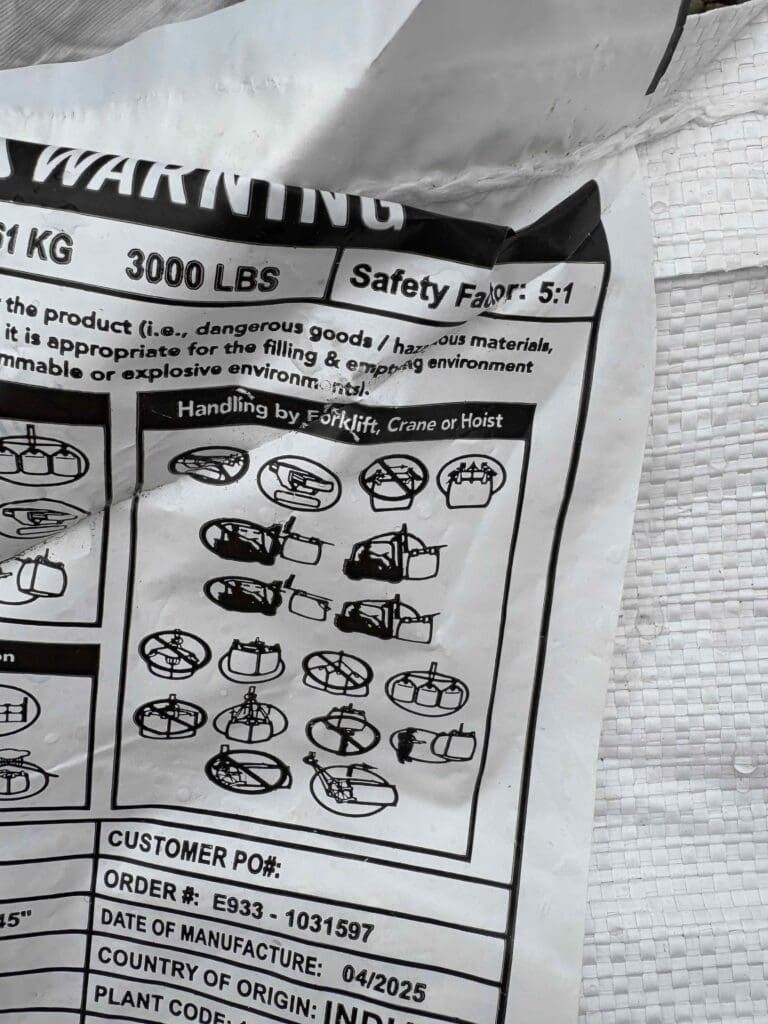 WARNING
61 KG 3000 LBS Safety Factor: 5:1
the product (i.e., dangerous goods / hazardous materials,
it is appropriate for the filling & emptying environment
mmable or explosive environments).
Handling by Forklift, Crane or Hoist
on
CUSTOMER PO#:
ORDER #: E933 - 1031597
45" DATE OF MANUFACTURE: 04/2025
COUNTRY OF ORIGIN: INDI
PLANT CODE: